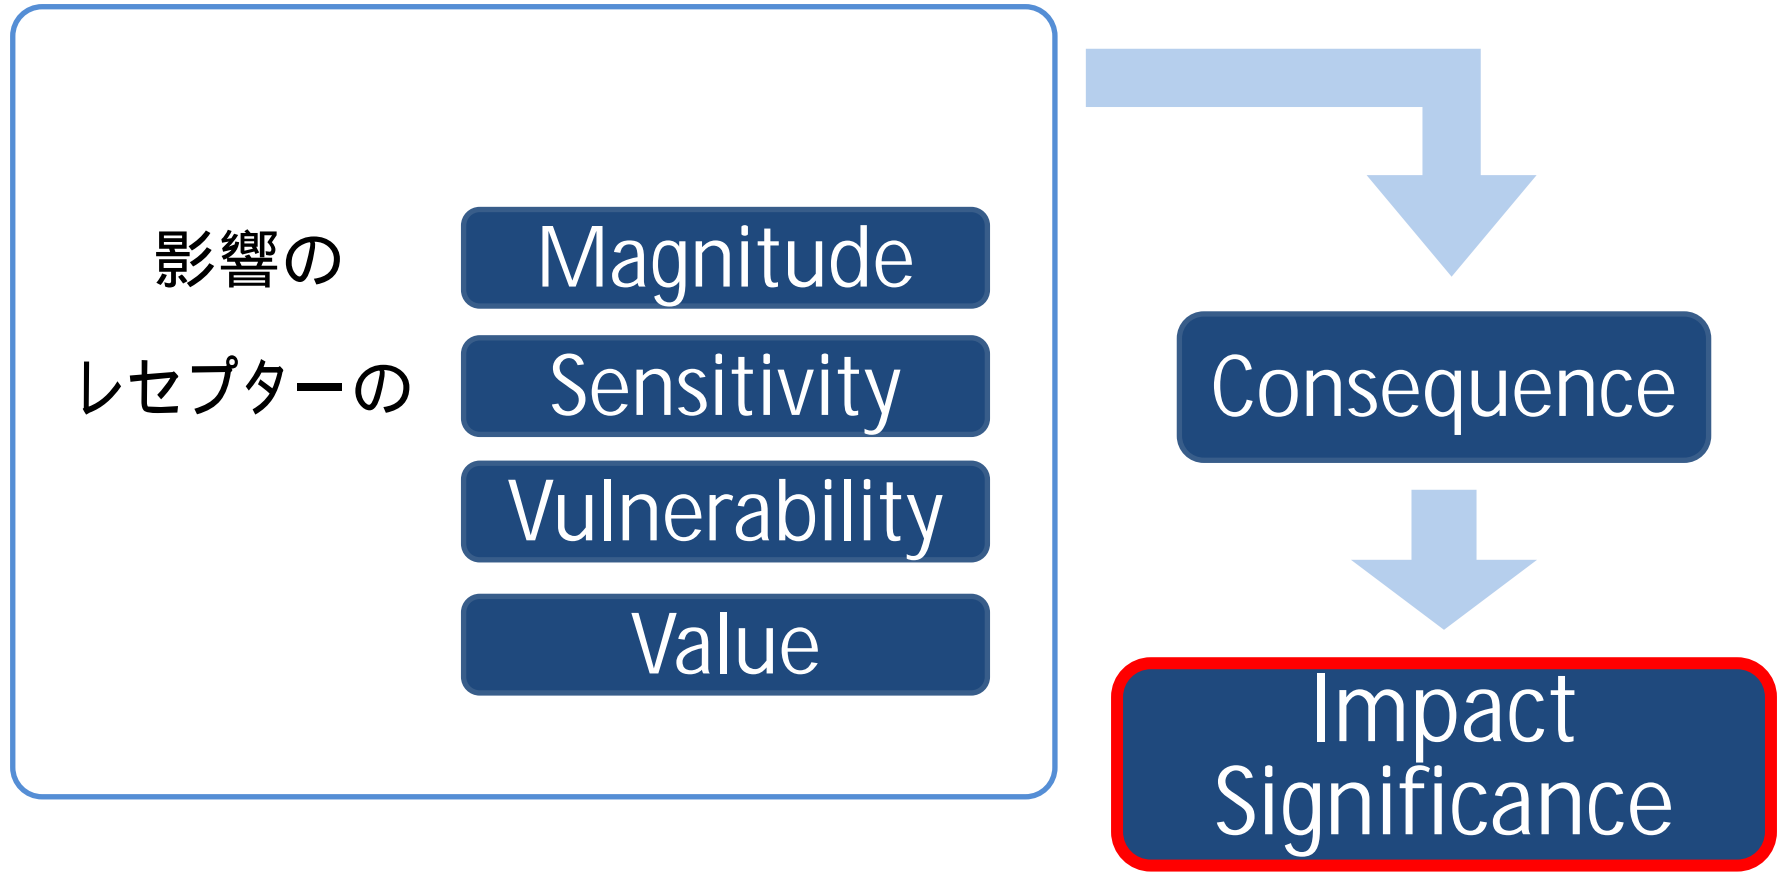 影響の Magnitude
レセプターの Sensitivity
Vulnerability
Value
Consequence
Impact
Significance